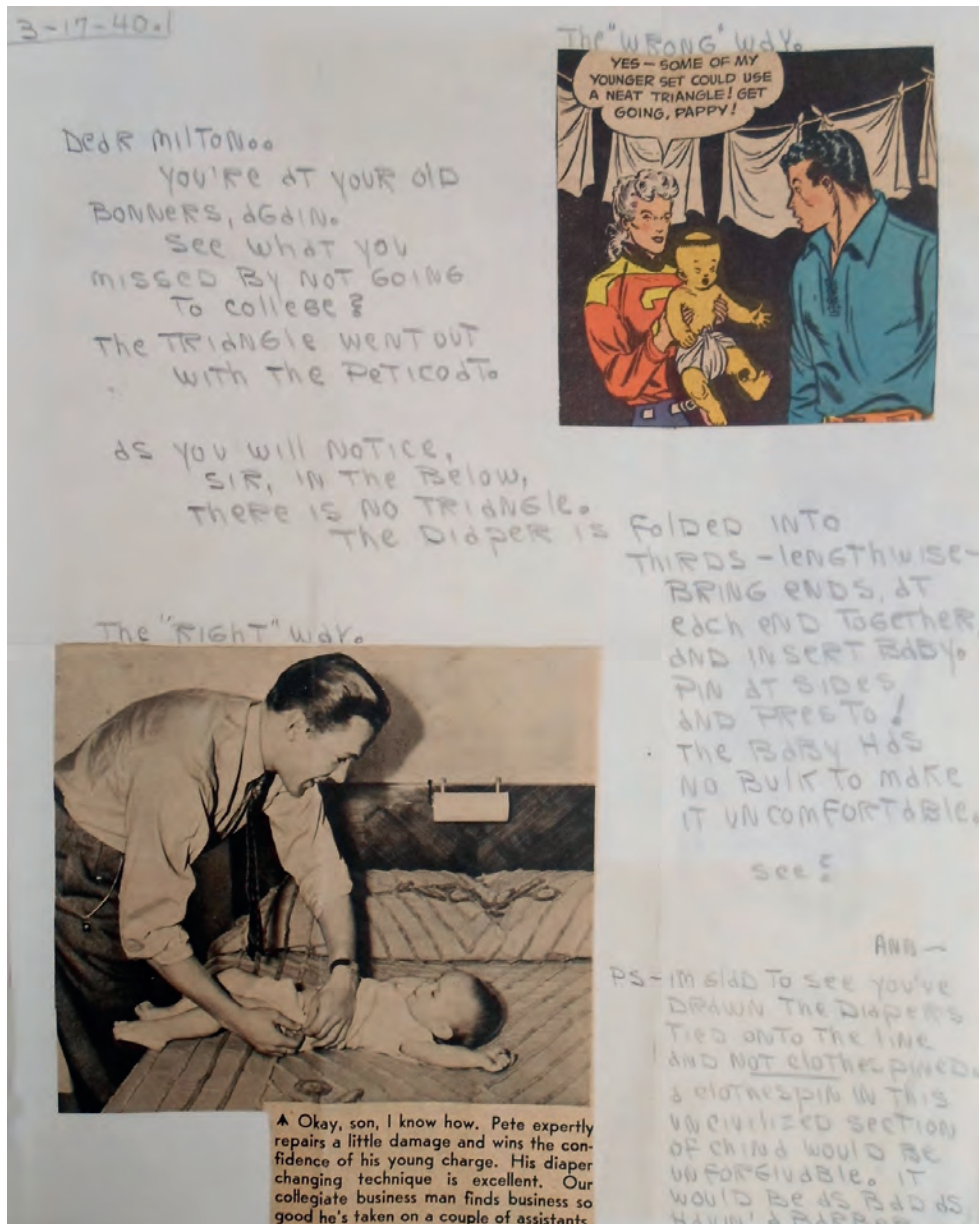 3-17-40.
The "WRONG" WAY.
YES — SOME OF MY
YOUNGER SET COULD USE
A NEAT TRIANGLE! GET
GOING, PAPPY!
DEAR MILTON..
YOU'RE AT YOUR OLD
BONNERS, AGAIN.
SEE WHAT YOU
MISSED BY NOT GOING
TO COLLEGE?
The TRIANGLE WENT OUT
WITH THE PETICOAT.
AS YOU WILL NOTICE,
SIR, IN THE BELOW,
THERE IS NO TRIANGLE.
THE DIAPER IS FOLDED INTO
THIRDS - LENGTHWISE -
BRING ENDS, AT
EACH END TOGETHER
AND INSERT BABY.
PIN AT SIDES
AND PRESTO!
THE BABY HAS
NO BULK TO MAKE
IT UNCOMFORTABLE.
SEE?
ANN ~
The "RIGHT" WAY.
▲ Okay, son, I know how. Pete expertly
repairs a little damage and wins the con-
fidence of his young charge. His diaper
changing technique is excellent. Our
collegiate business man finds business so
good he's taken on a couple of assistants
PS - IM GLAD TO SEE YOU'VE
DRAWN THE DIAPERS
TIED ONTO THE LINE
AND NOT CLOTHESPINED.
A CLOTHESPIN IN THIS
UNCIVILIZED SECTION
OF CHINA WOULD BE
UNFORGIVABLE. IT
WOULD BE AS BAD AS